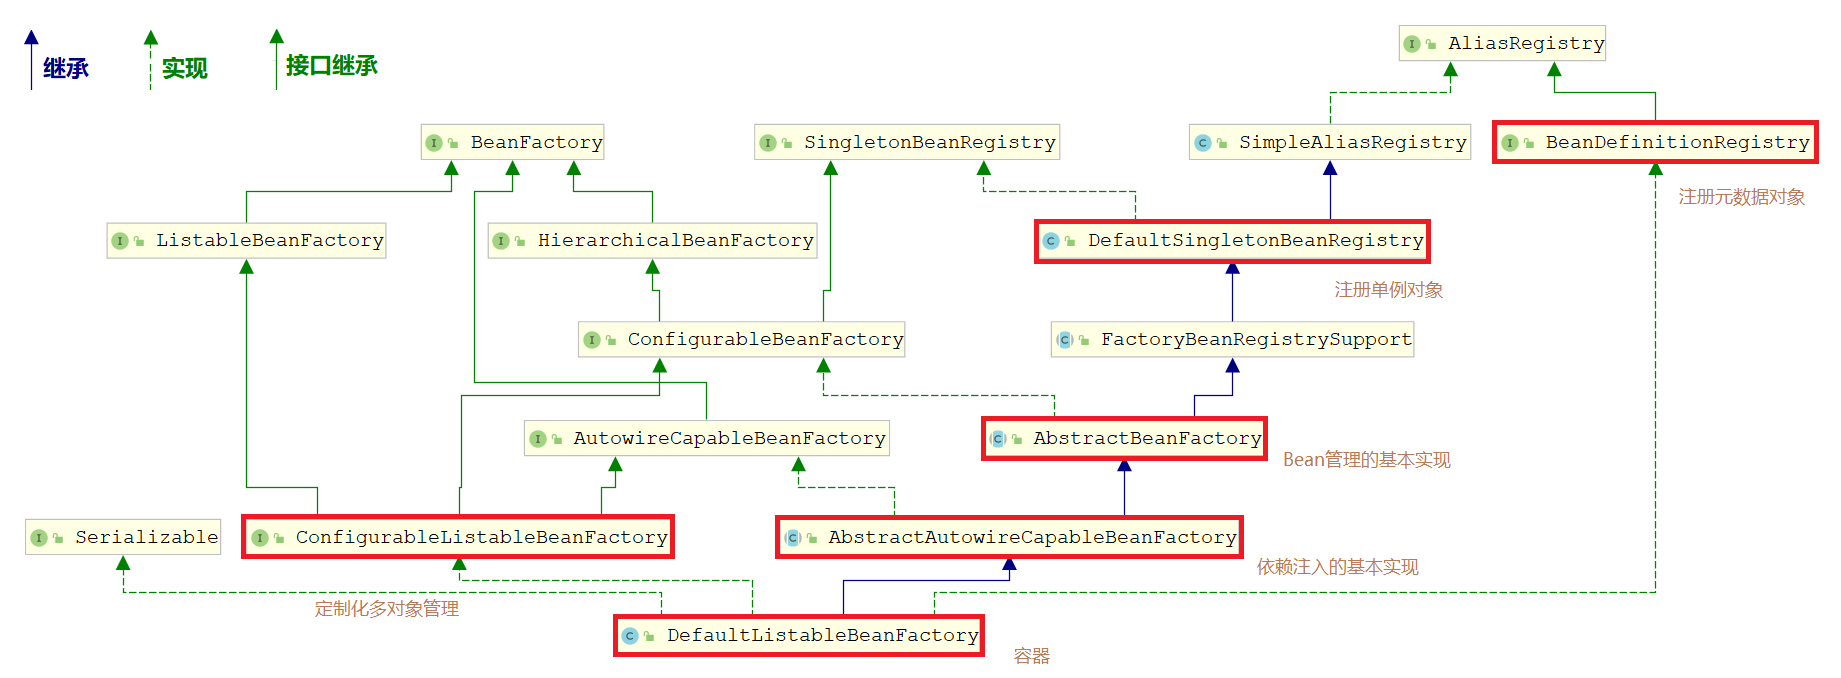 继承
实现
接口继承
I AliasRegistry
I BeanFactory
I SingletonBeanRegistry
C SimpleAliasRegistry
I BeanDefinitionRegistry
注册元数据对象
I ListableBeanFactory
I HierarchicalBeanFactory
C DefaultSingletonBeanRegistry
注册单例对象
I ConfigurableBeanFactory
C FactoryBeanRegistrySupport
I AutowireCapableBeanFactory
C AbstractBeanFactory
Bean管理的基本实现
I Serializable
I ConfigurableListableBeanFactory
C AbstractAutowireCapableBeanFactory
依赖注入的基本实现
定制化多对象管理
C DefaultListableBeanFactory
容器